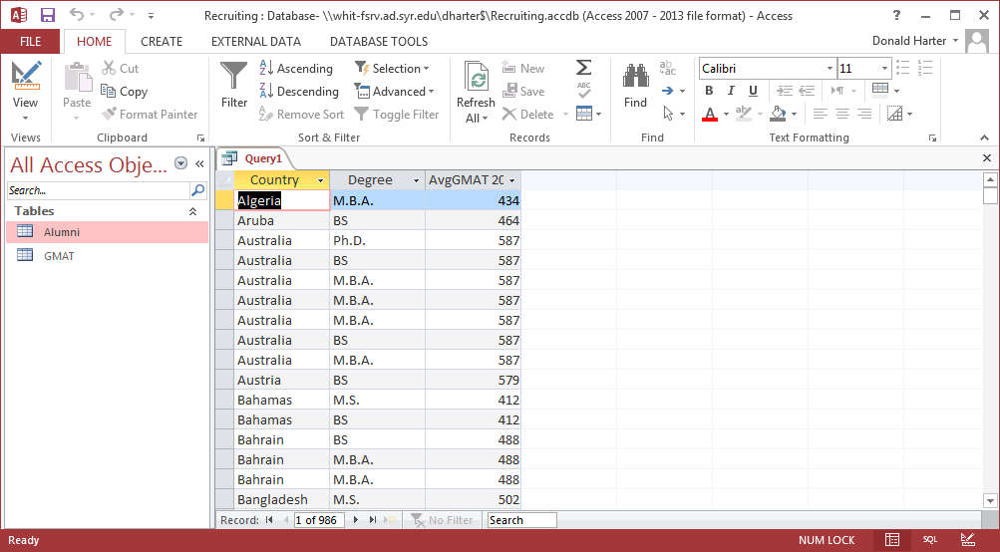 Recruiting : Database- \\whit-fsrv.ad.syr.edu\dharter$\Recruiting.accdb (Access 2007 - 2013 file format) - Access
FILE HOME CREATE EXTERNAL DATA DATABASE TOOLS Donald Harter
View
Views
Paste
Cut
Copy
Format Painter
Clipboard
Filter
Ascending
Descending
Remove Sort
Selection
Advanced
Toggle Filter
Sort & Filter
Refresh
All
New
Save
Delete
Records
Find
Find
Calibri 11
B I U
Text Formatting
All Access Obje...
Search...
Tables
Alumni
GMAT
Query1
Country Degree AvgGMAT 20
Algeria M.B.A. 434
Aruba BS 464
Australia Ph.D. 587
Australia BS 587
Australia M.B.A. 587
Australia M.B.A. 587
Australia M.B.A. 587
Australia BS 587
Australia M.B.A. 587
Austria BS 579
Bahamas M.S. 412
Bahamas BS 412
Bahrain BS 488
Bahrain M.B.A. 488
Bahrain M.B.A. 488
Bangladesh M.S. 502
Record: 1 of 986 No Filter Search
Ready NUM LOCK SQL